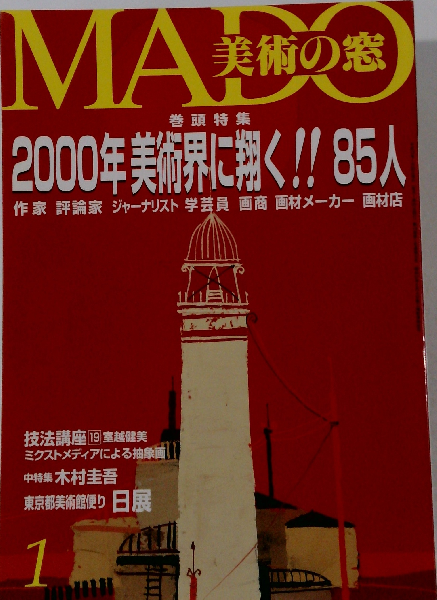 MADO
美術の窓
巻頭特集
2000年美術界に翔く!! 85人
作家 評論家 ジャーナリスト 学芸員 画商 画材メーカー 画材店
技法講座 19 室越健美
ミクストメディアによる抽象画
中特集 木村圭吾
東京都美術館便り 日展
1